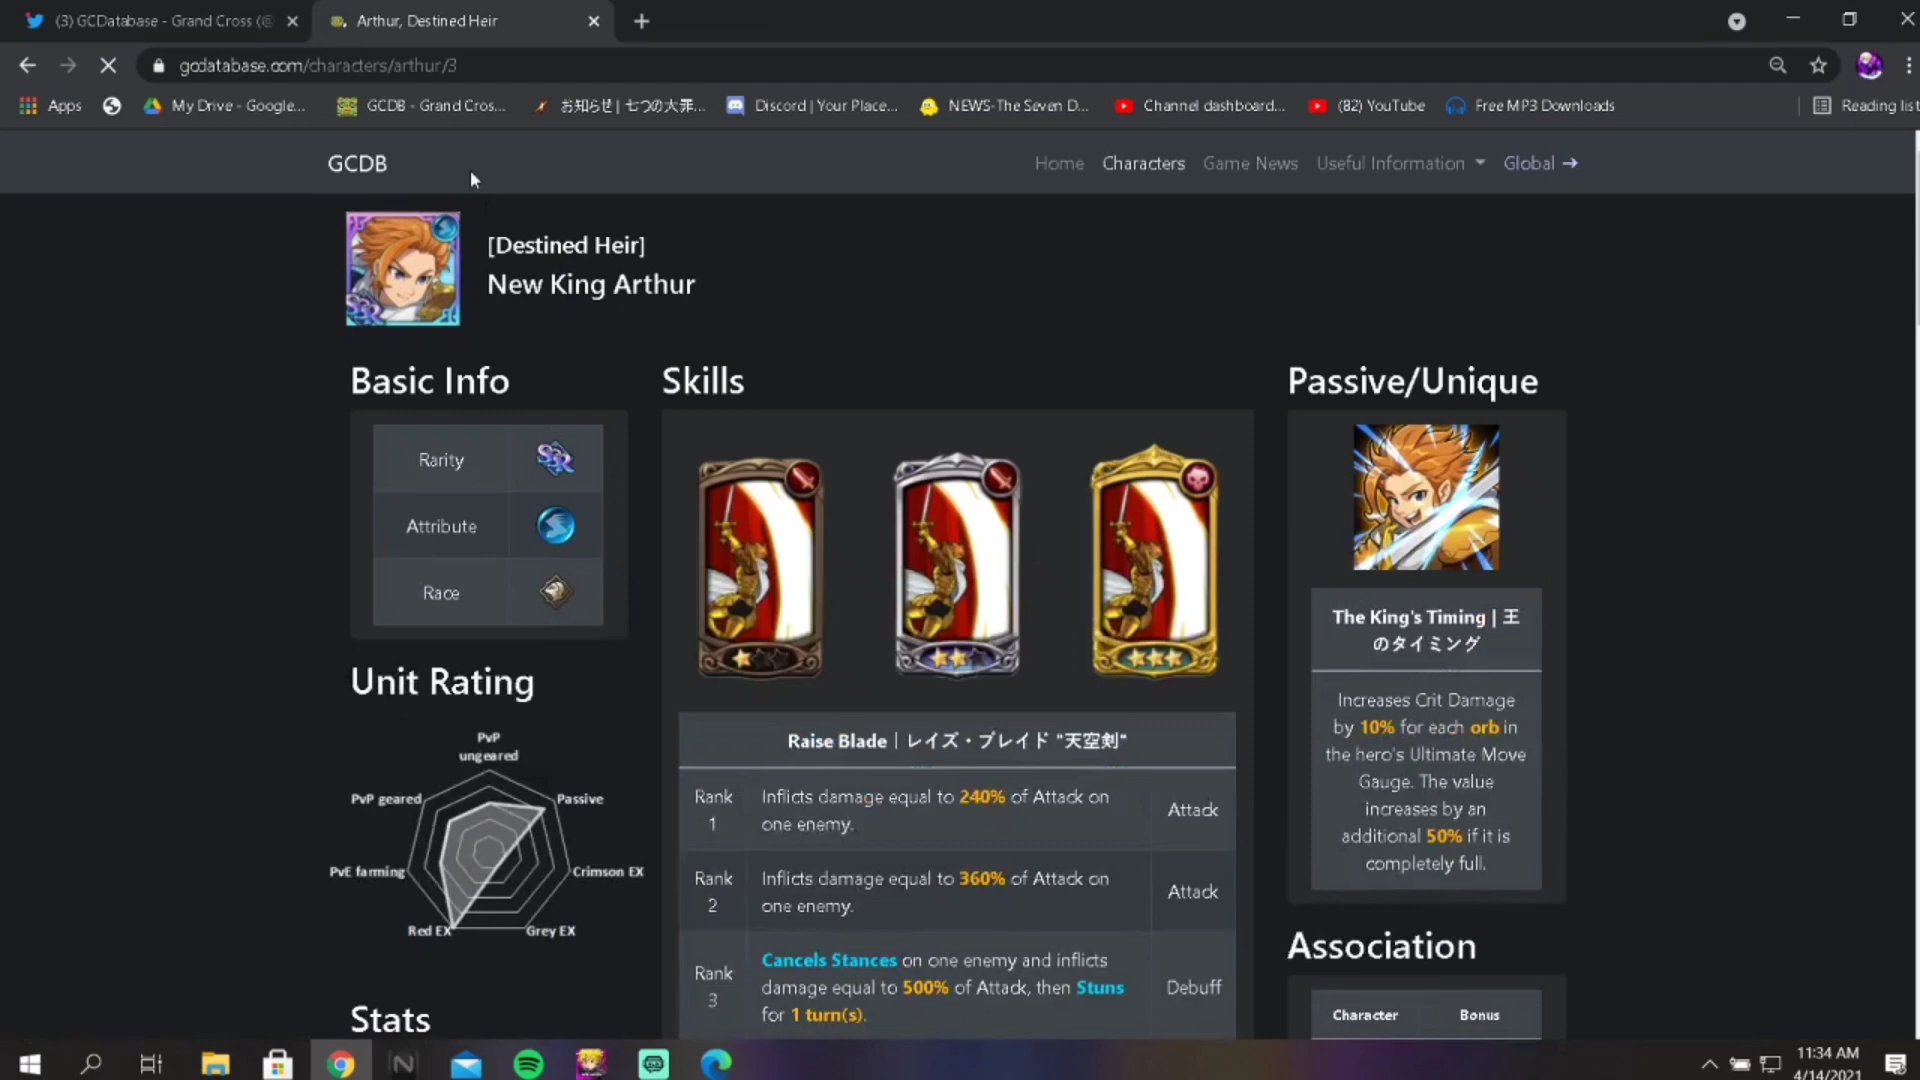 (3) GCDatabase - Grand Cross (@
Arthur, Destined Heir
gcdatabase.com/characters/arthur/3
Apps
My Drive - Google...
GCDB - Grand Cros...
お知らせ | 七つの大罪...
Discord | Your Place...
NEWS-The Seven D...
Channel dashboard...
(82) YouTube
Free MP3 Downloads
Reading list
GCDB
Home
Characters
Game News
Useful Information
Global →
[Destined Heir]
New King Arthur
Basic Info
Rarity
SSR
Attribute
Race
Unit Rating
PvP
ungeared
PvP geared
Passive
PvE farming
Crimson EX
Red EX
Grey EX
Stats
Skills
Raise Blade | レイズ・ブレイド "天空剣"
Rank
1
Inflicts damage equal to 240% of Attack on
one enemy.
Attack
Rank
2
Inflicts damage equal to 360% of Attack on
one enemy.
Attack
Rank
3
Cancels Stances on one enemy and inflicts
damage equal to 500% of Attack, then Stuns
for 1 turn(s).
Debuff
Passive/Unique
The King's Timing | 王
のタイミング
Increases Crit Damage
by 10% for each orb in
the hero's Ultimate Move
Gauge. The value
increases by an
additional 50% if it is
completely full.
Association
Character
Bonus
11:34 AM
4/14/2021